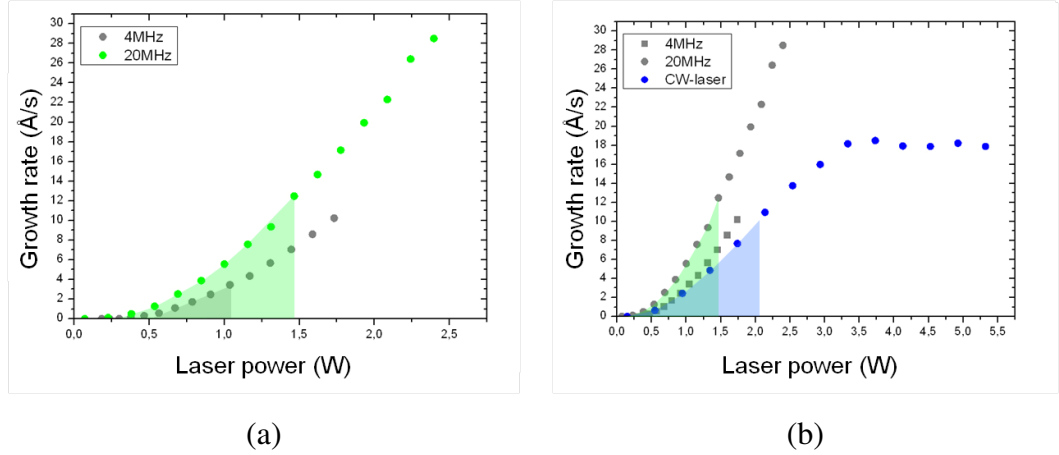 4MHz
20MHz
30
28
26
24
22
20
18
16
14
12
10
8
6
4
2
0
Growth rate (Å/s)
0,0 0,5 1,0 1,5 2,0 2,5
Laser power (W)
(a)
4MHz
20MHz
CW-laser
30
28
26
24
22
20
18
16
14
12
10
8
6
4
2
0
Growth rate (Å/s)
0,0 0,5 1,0 1,5 2,0 2,5 3,0 3,5 4,0 4,5 5,0 5,5
Laser power (W)
(b)